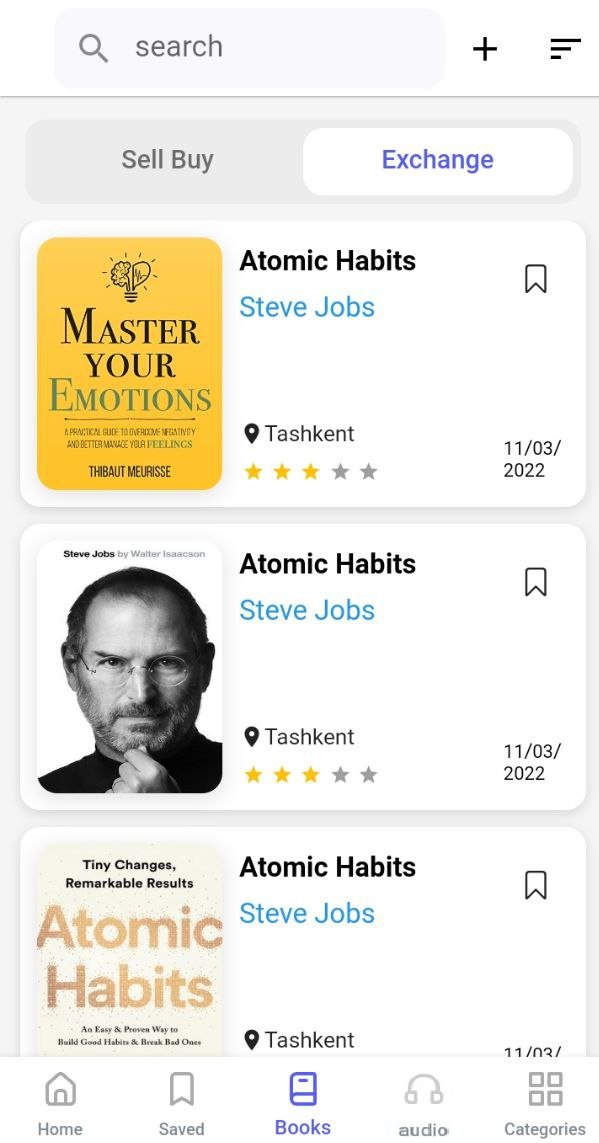 search
Sell Buy
Exchange
MASTER
YOUR
EMOTIONS
A PRACTICAL GUIDE TO OVERCOME NEGATIVITY
AND BETTER MANAGE YOUR FEELINGS
THIBAUT MEURISSE
Atomic Habits
Steve Jobs
Tashkent
11/03/
2022
Steve Jobs by Walter Isaacson
Atomic Habits
Steve Jobs
Tashkent
11/03/
2022
Tiny Changes,
Remarkable Results
Atomic
Habits
An Easy & Proven Way to
Build Good Habits & Break Bad Ones
Atomic Habits
Steve Jobs
Tashkent
11/03/
Home
Saved
Books
audio
Categories